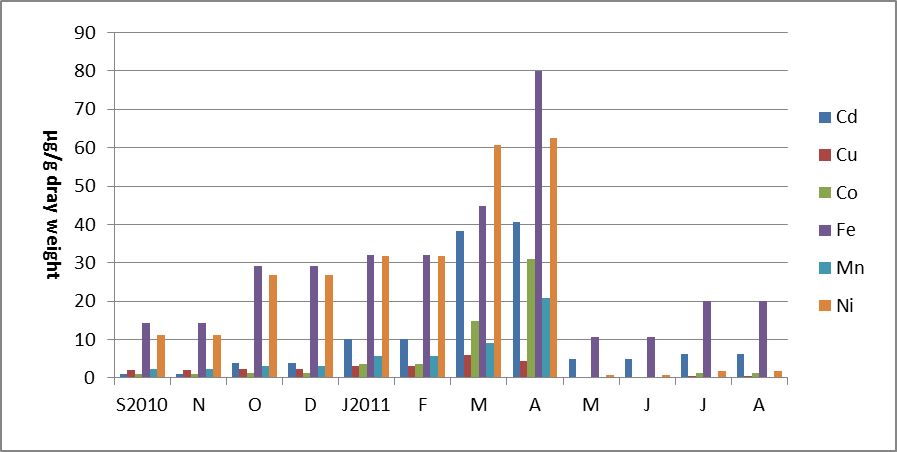 90
80
70
60
50
40
30
20
10
0
µg/g dray weight
S2010 N O D J2011 F M A M J J A
Cd
Cu
Co
Fe
Mn
Ni